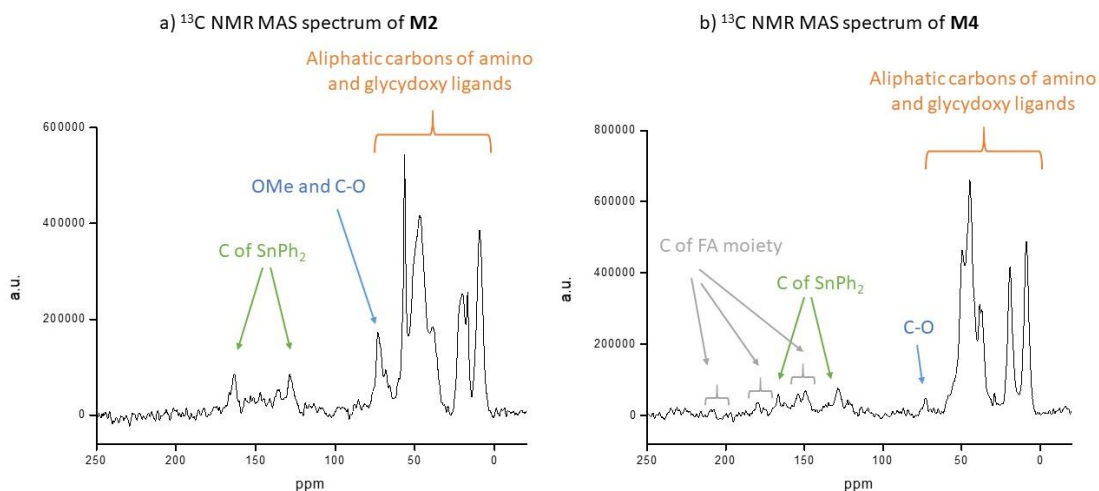 a) ¹³C NMR MAS spectrum of M2
Aliphatic carbons of amino
and glycydoxy ligands
600000
OMe and C-O
400000
C of SnPh₂
a.u.
200000
0
250
200
150
100
50
0
ppm
b) ¹³C NMR MAS spectrum of M4
Aliphatic carbons of amino
and glycydoxy ligands
800000
600000
C of FA moiety
C of SnPh₂
400000
a.u.
C-O
200000
0
250
200
150
100
50
0
ppm